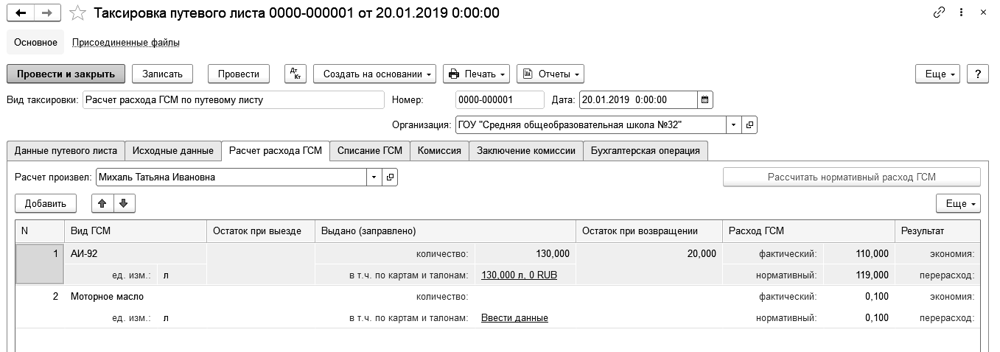 Таксировка путевого листа 0000-000001 от 20.01.2019 0:00:00
Основное Присоединенные файлы
Провести и закрыть Записать Провести Дт Кт Создать на основании Печать Отчеты Еще ?
Вид таксировки: Расчет расхода ГСМ по путевому листу Номер: 0000-000001 Дата: 20.01.2019 0:00:00
Организация: ГОУ "Средняя общеобразовательная школа №32"
Данные путевого листа Исходные данные Расчет расхода ГСМ Списание ГСМ Комиссия Заключение комиссии Бухгалтерская операция
Расчет произвел: Михаль Татьяна Ивановна Рассчитать нормативный расход ГСМ
Добавить Еще
N Вид ГСМ Остаток при выезде Выдано (заправлено) Остаток при возвращении Расход ГСМ Результат
1 АИ-92 количество: 130,000 20,000 фактический: 110,000 экономия:
ед. изм.: л в т.ч. по картам и талонам: 130,000 л, 0 RUB нормативный: 119,000 перерасход:
2 Моторное масло количество: фактический: 0,100 экономия:
ед. изм.: л в т.ч. по картам и талонам: Ввести данные нормативный: 0,100 перерасход: